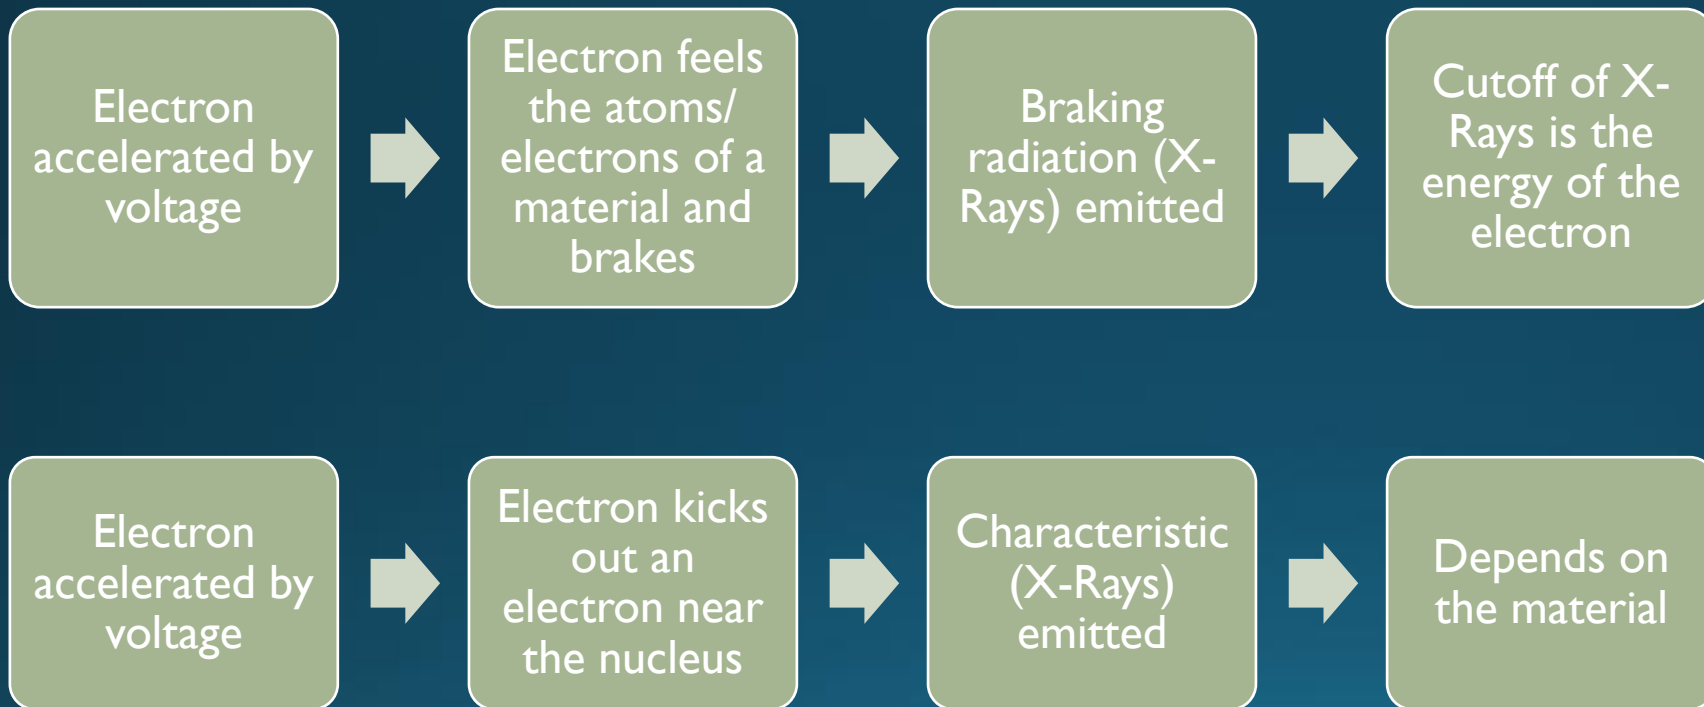 Electron
accelerated by
voltage
Electron feels
the atoms/
electrons of a
material and
brakes
Braking
radiation (X-
Rays) emitted
Cutoff of X-
Rays is the
energy of the
electron
Electron
accelerated by
voltage
Electron kicks
out an
electron near
the nucleus
Characteristic
(X-Rays)
emitted
Depends on
the material